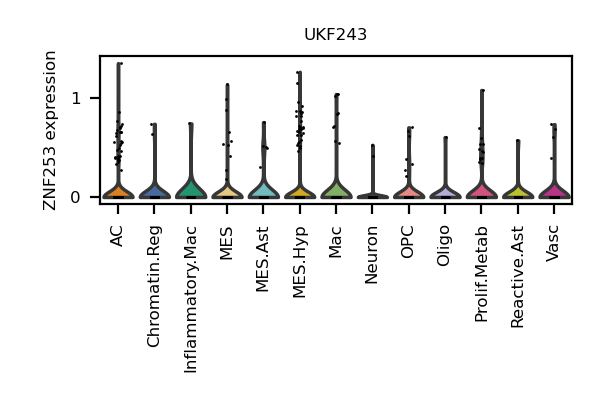 UKF243
ZNF253 expression
1
0
AC
Chromatin.Reg
Inflammatory.Mac
MES
MES.Ast
MES.Hyp
Mac
Neuron
OPC
Oligo
Prolif.Metab
Reactive.Ast
Vasc